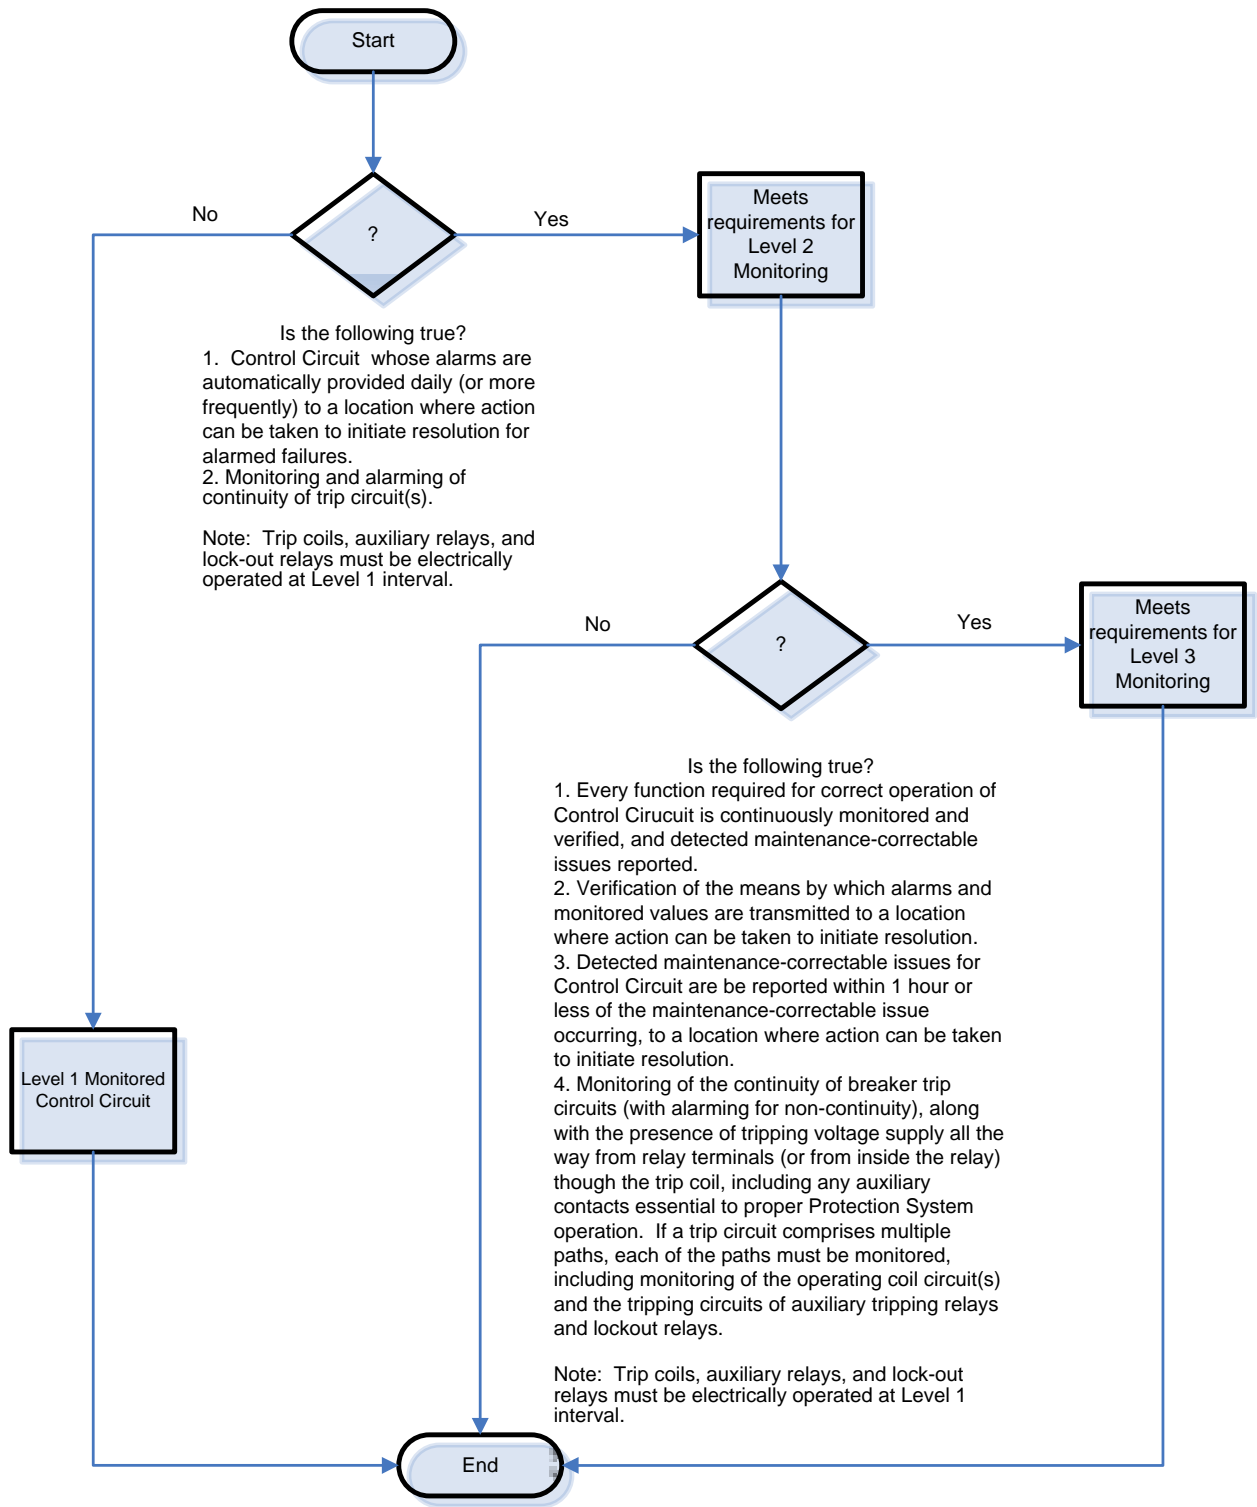 Start
No
?
Yes
Meets
requirements for
Level 2
Monitoring
Is the following true?
1.  Control Circuit  whose alarms are
automatically provided daily (or more
frequently) to a location where action
can be taken to initiate resolution for
alarmed failures.
2. Monitoring and alarming of
continuity of trip circuit(s).
Note:  Trip coils, auxiliary relays, and
lock-out relays must be electrically
operated at Level 1 interval.
No
?
Yes
Meets
requirements for
Level 3
Monitoring
Is the following true?
1. Every function required for correct operation of
Control Cirucuit is continuously monitored and
verified, and detected maintenance-correctable
issues reported.
2. Verification of the means by which alarms and
monitored values are transmitted to a location
where action can be taken to initiate resolution.
3. Detected maintenance-correctable issues for
Control Circuit are be reported within 1 hour or
less of the maintenance-correctable issue
occurring, to a location where action can be taken
to initiate resolution.
4. Monitoring of the continuity of breaker trip
circuits (with alarming for non-continuity), along
with the presence of tripping voltage supply all the
way from relay terminals (or from inside the relay)
though the trip coil, including any auxiliary
contacts essential to proper Protection System
operation.  If a trip circuit comprises multiple
paths, each of the paths must be monitored,
including monitoring of the operating coil circuit(s)
and the tripping circuits of auxiliary tripping relays
and lockout relays.
Note:  Trip coils, auxiliary relays, and lock-out
relays must be electrically operated at Level 1
interval.
Level 1 Monitored
Control Circuit
End